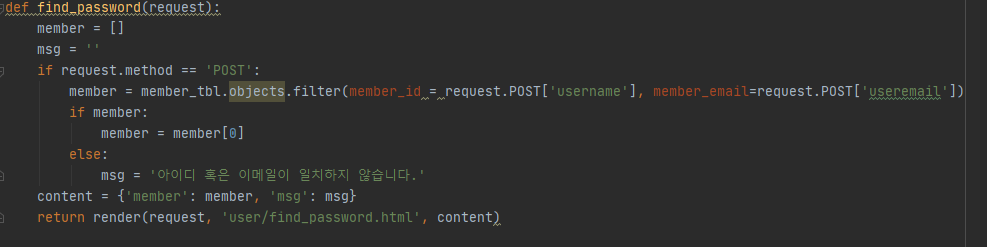 def find_password(request):
    member = []
    msg = ''
    if request.method == 'POST':
        member = member_tbl.objects.filter(member_id = request.POST['username'], member_email=request.POST['useremail'])
        if member:
            member = member[0]
        else:
            msg = '아이디 혹은 이메일이 일치하지 않습니다.'
    content = {'member': member, 'msg': msg}
    return render(request, 'user/find_password.html', content)